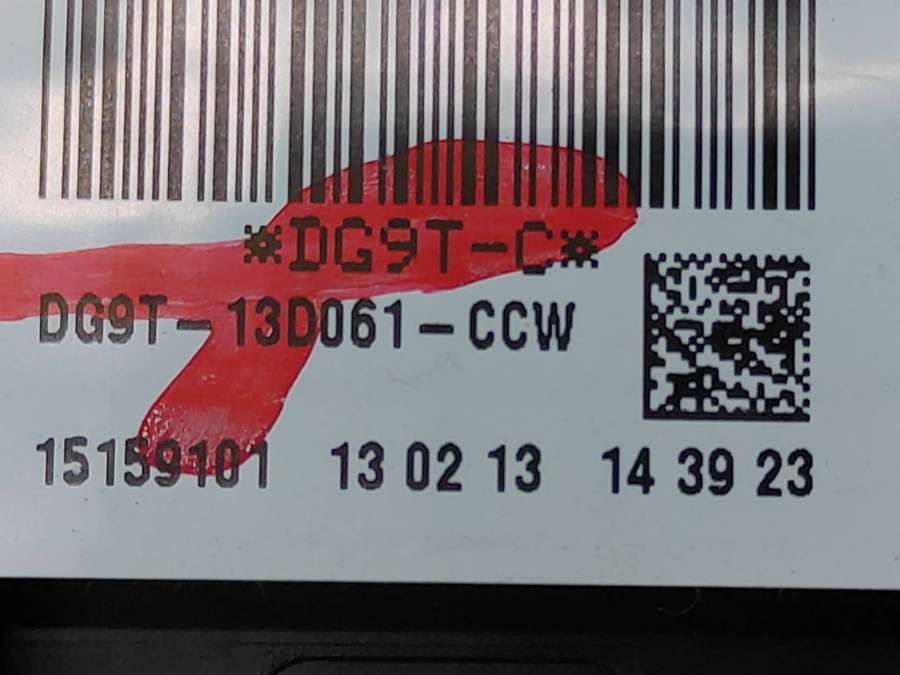 *DG9T-C*
DG9T-13D061-CCW
15159101 13 02 13 14 39 23